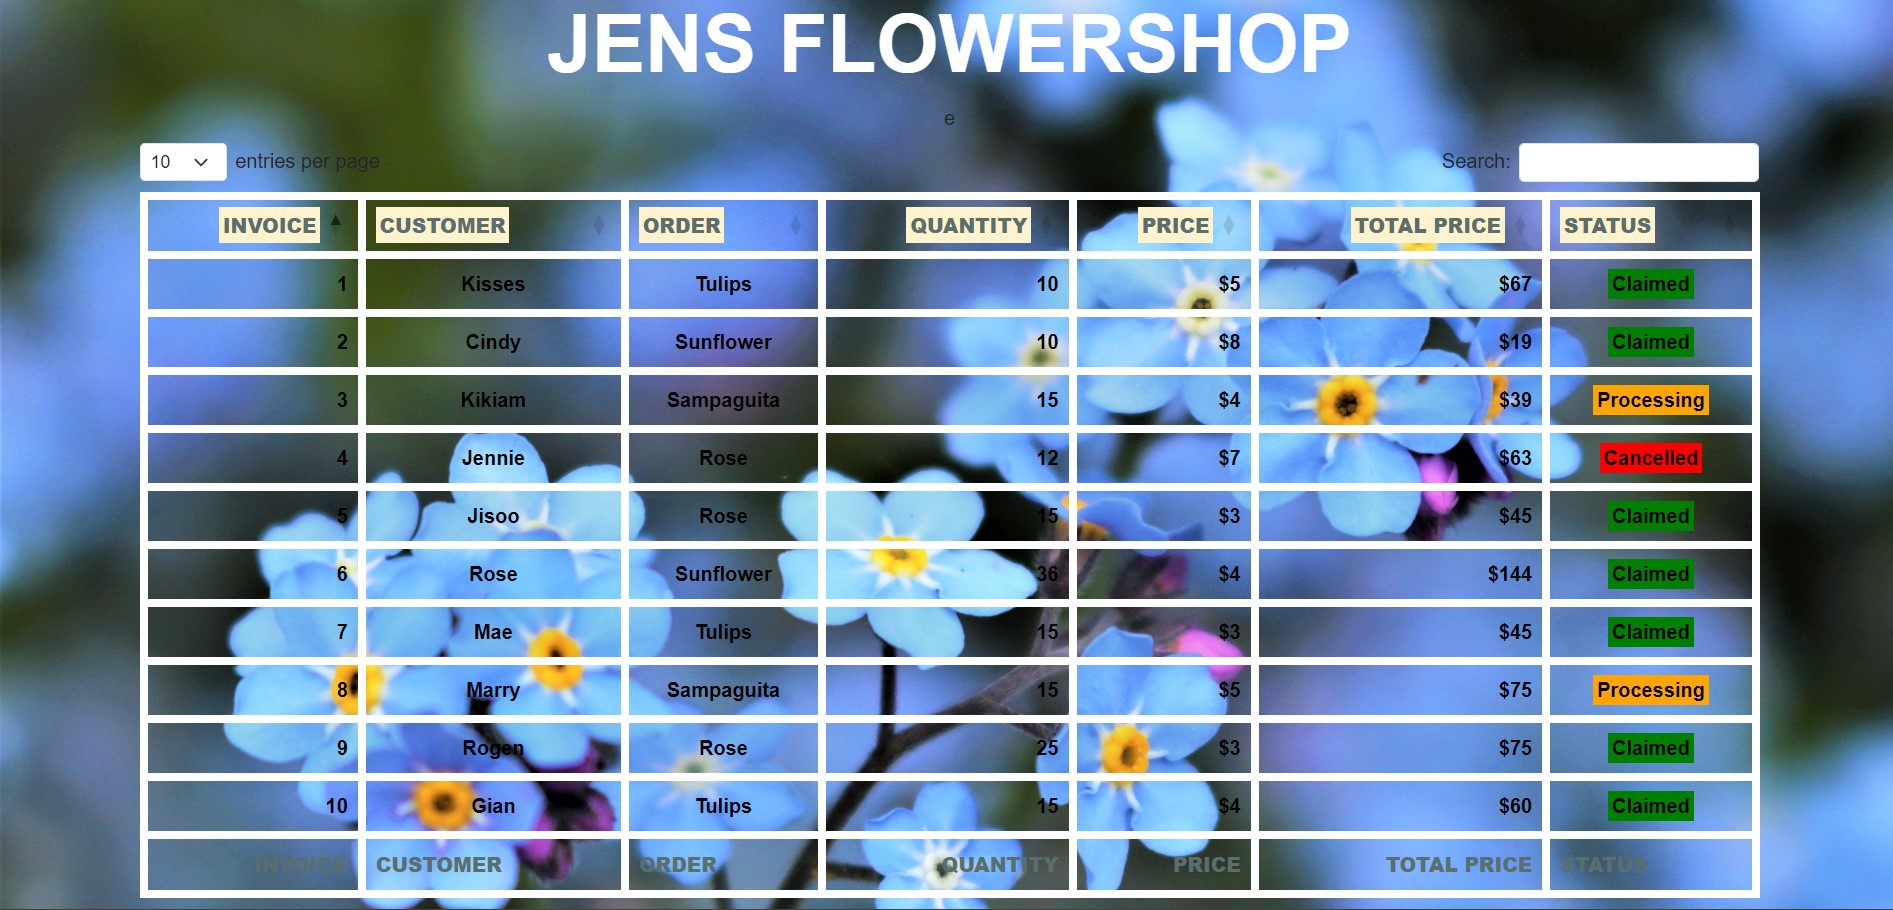 JENS FLOWERSHOP
e
10 entries per page Search:
INVOICE CUSTOMER ORDER QUANTITY PRICE TOTAL PRICE STATUS
1 Kisses Tulips 10 $5 $67 Claimed
2 Cindy Sunflower 10 $8 $19 Claimed
3 Kikiam Sampaguita 15 $4 $39 Processing
4 Jennie Rose 12 $7 $63 Cancelled
5 Jisoo Rose 15 $3 $45 Claimed
6 Rose Sunflower 36 $4 $144 Claimed
7 Mae Tulips 15 $3 $45 Claimed
8 Marry Sampaguita 15 $5 $75 Processing
9 Rogen Rose 25 $3 $75 Claimed
10 Gian Tulips 15 $4 $60 Claimed
INVOICE CUSTOMER ORDER QUANTITY PRICE TOTAL PRICE STATUS